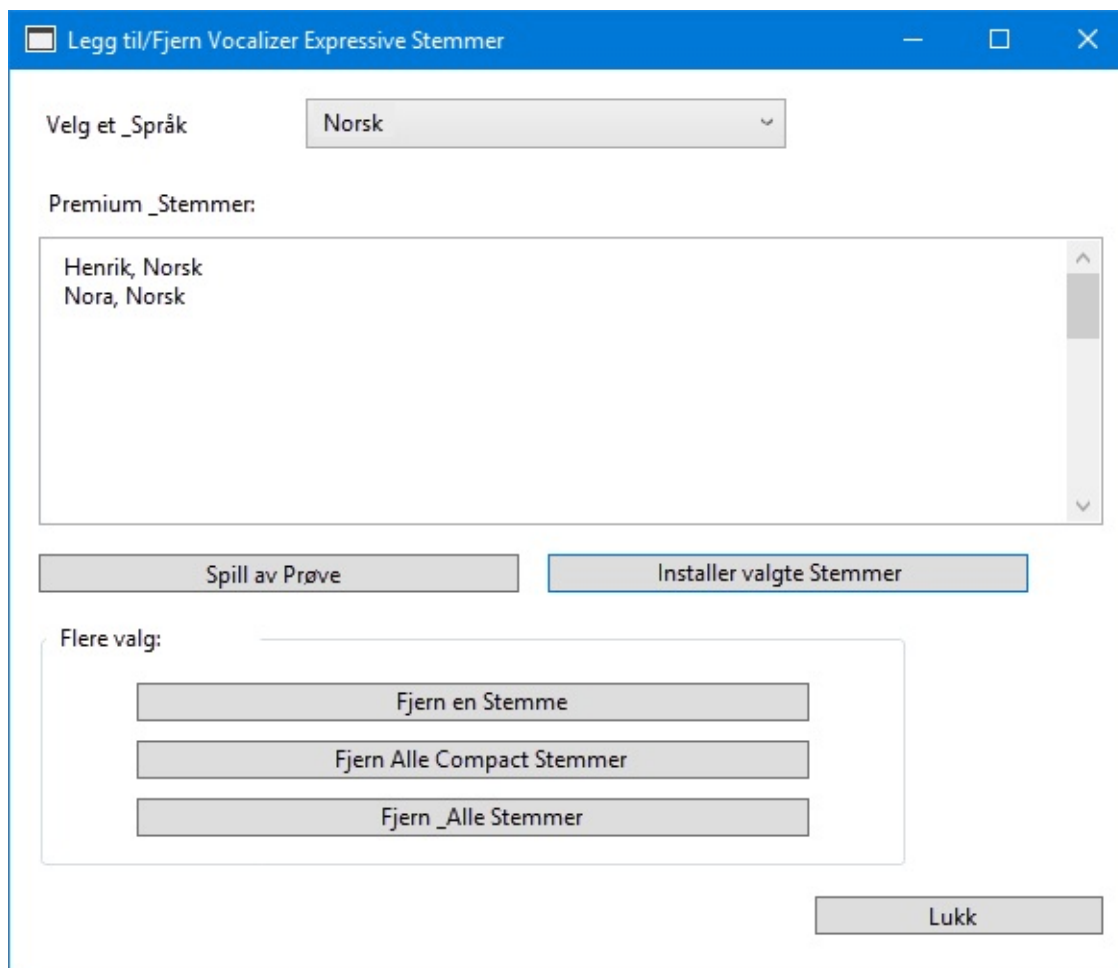 Legg til/Fjern Vocalizer Expressive Stemmer
Velg et _Språk
Norsk
Premium _Stemmer:
Henrik, Norsk
Nora, Norsk
Spill av Prøve
Installer valgte Stemmer
Flere valg:
Fjern en Stemme
Fjern Alle Compact Stemmer
Fjern _Alle Stemmer
Lukk